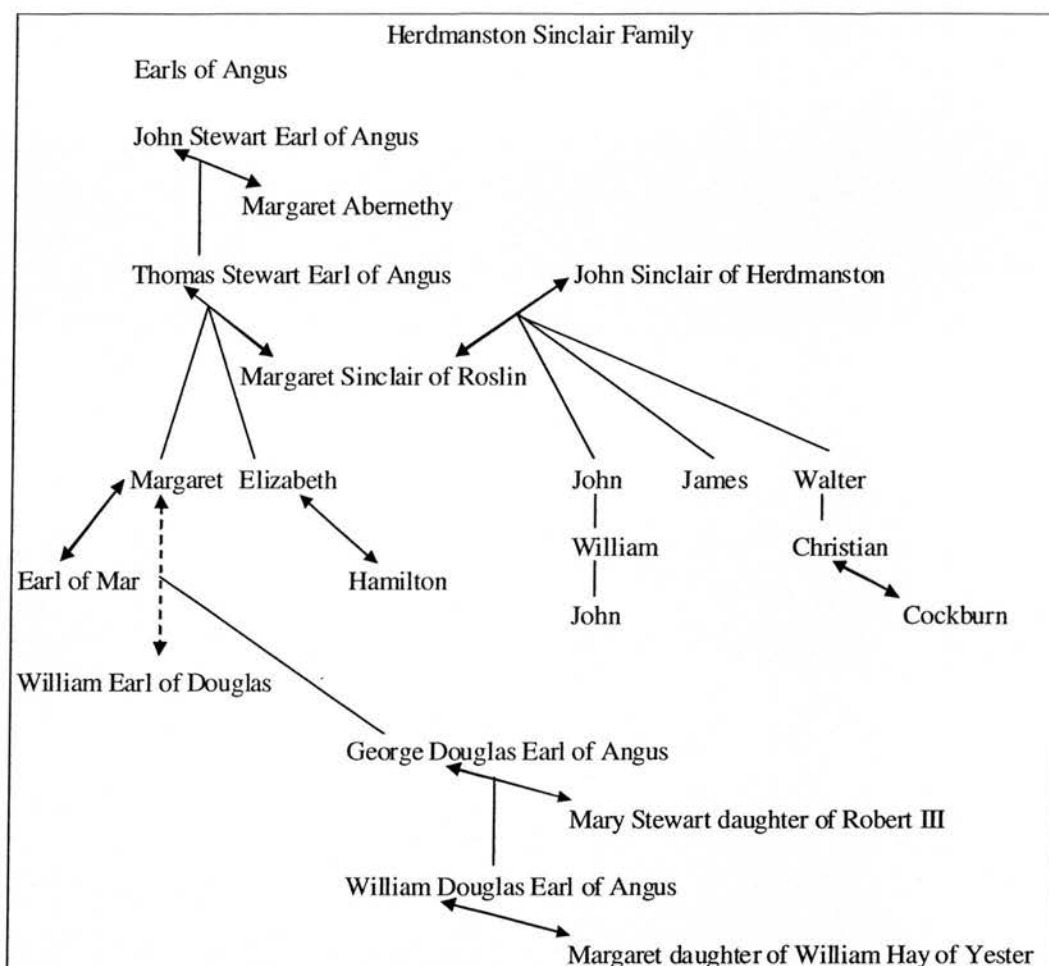 Herdmanston Sinclair Family
Earls of Angus
John Stewart Earl of Angus
Margaret Abernethy
Thomas Stewart Earl of Angus John Sinclair of Herdmanston
Margaret Sinclair of Roslin
Margaret Elizabeth John James Walter
William Christian
Earl of Mar Hamilton
John Cockburn
William Earl of Douglas
George Douglas Earl of Angus
Mary Stewart daughter of Robert III
William Douglas Earl of Angus
Margaret daughter of William Hay of Yester